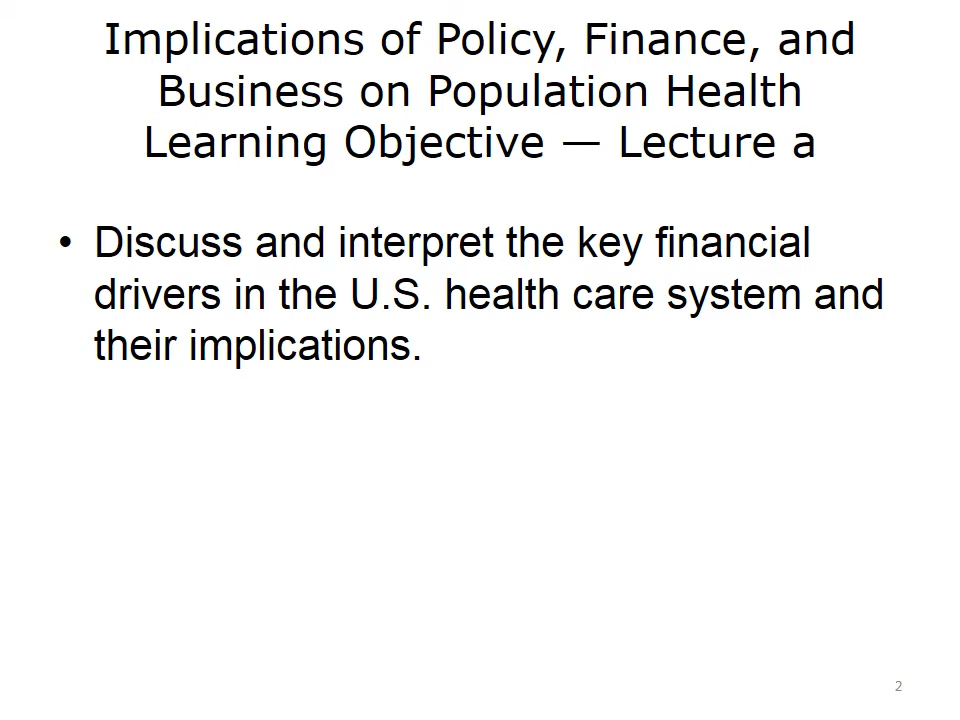 Implications of Policy, Finance, and
Business on Population Health
Learning Objective — Lecture a
• Discuss and interpret the key financial
drivers in the U.S. health care system and
their implications.
2